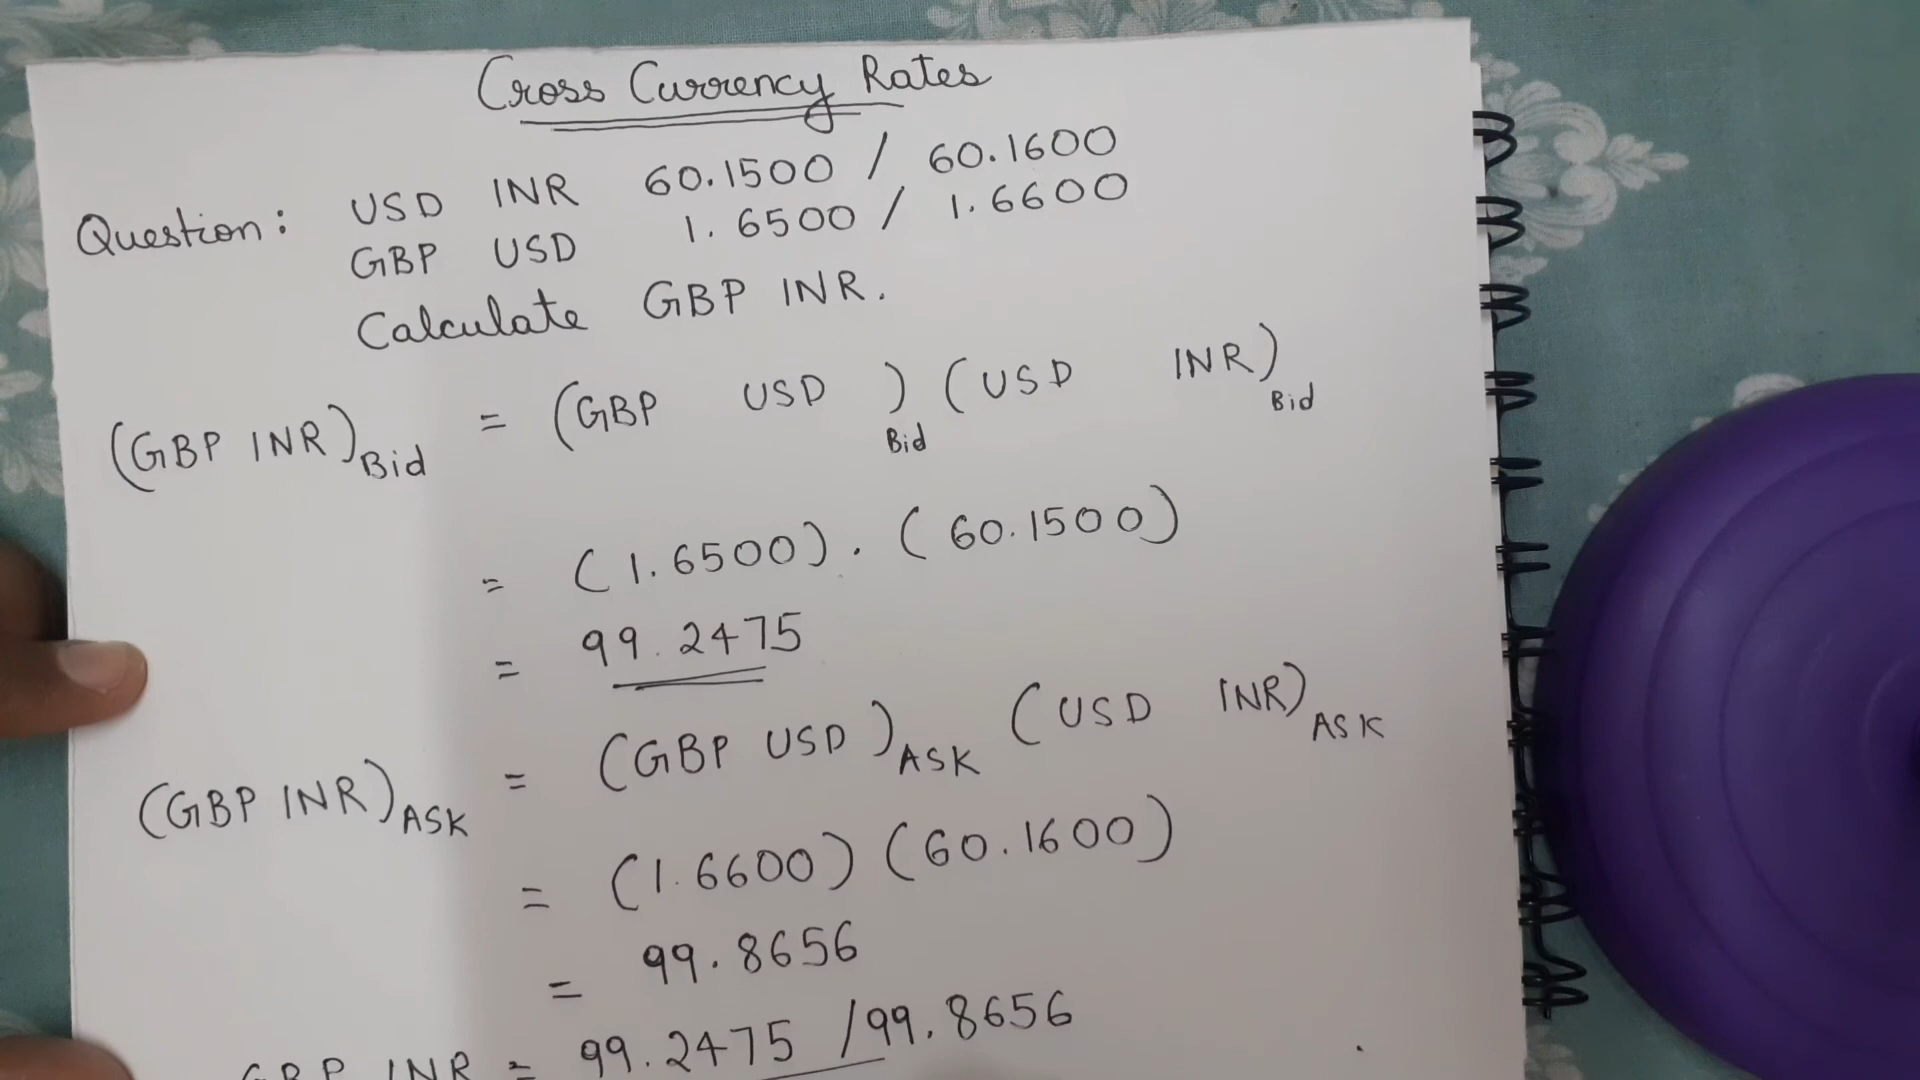 Cross Currency Rates
Question: USD INR 60.1500 / 60.1600
GBP USD 1.6500 / 1.6600
Calculate GBP INR.
(GBP INR)Bid = (GBP USD)Bid (USD INR)Bid
= (1.6500) . (60.1500)
= 99.2475
(GBP INR)ASK = (GBP USD)ASK (USD INR)ASK
= (1.6600) (60.1600)
= 99.8656
GBP INR = 99.2475 / 99.8656